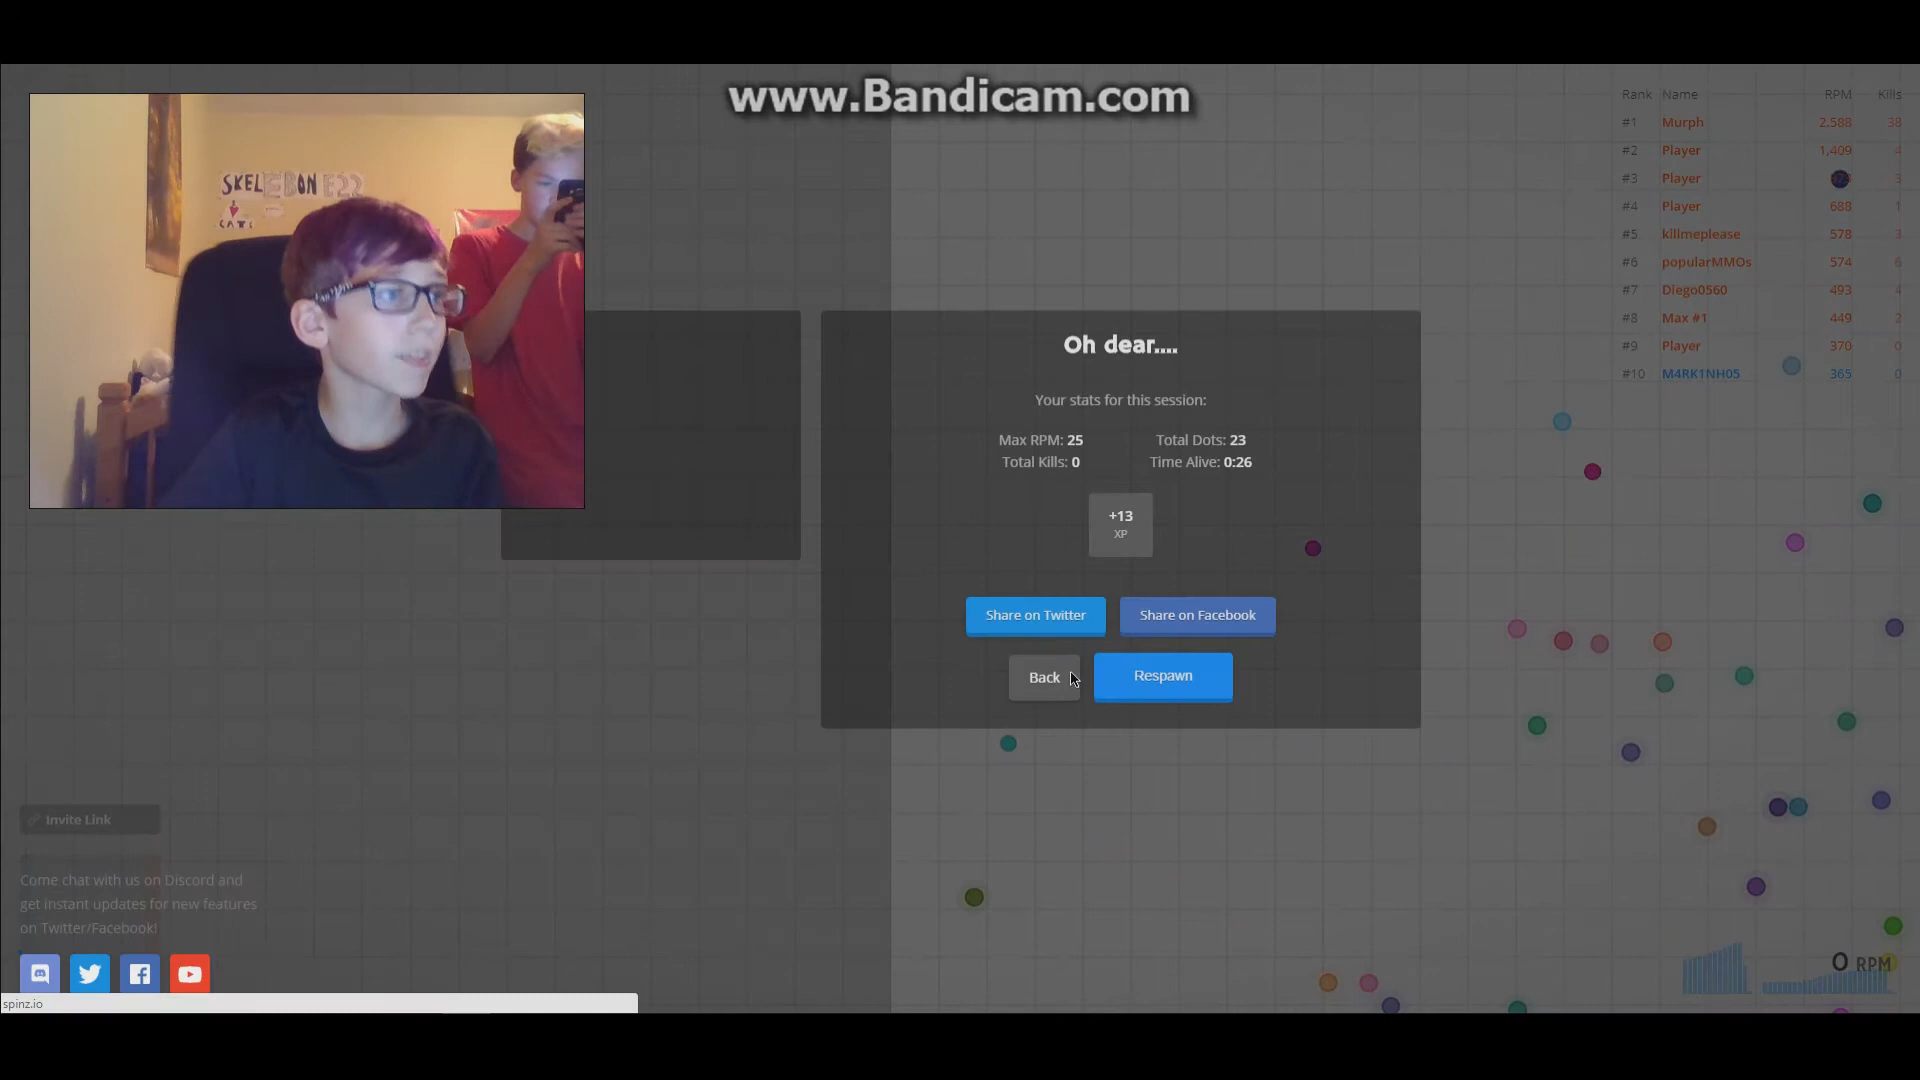 www.Bandicam.com
SKELEBONE22
CATS
Rank Name RPM Kills
#1 Murph 2,588 38
#2 Player 1,409 4
#3 Player 3
#4 Player 688 1
#5 killmeplease 578 3
#6 popularMMOs 574 6
#7 Diego0560 493 4
#8 Max #1 449 2
#9 Player 370 0
#10 M4RK1NH05 365 0
Oh dear....
Your stats for this session:
Max RPM: 25 Total Dots: 23
Total Kills: 0 Time Alive: 0:26
+13
XP
Share on Twitter Share on Facebook
Back Respawn
Invite Link
Come chat with us on Discord and
get instant updates for new features
on Twitter/Facebook!
0 RPM
spinz.io